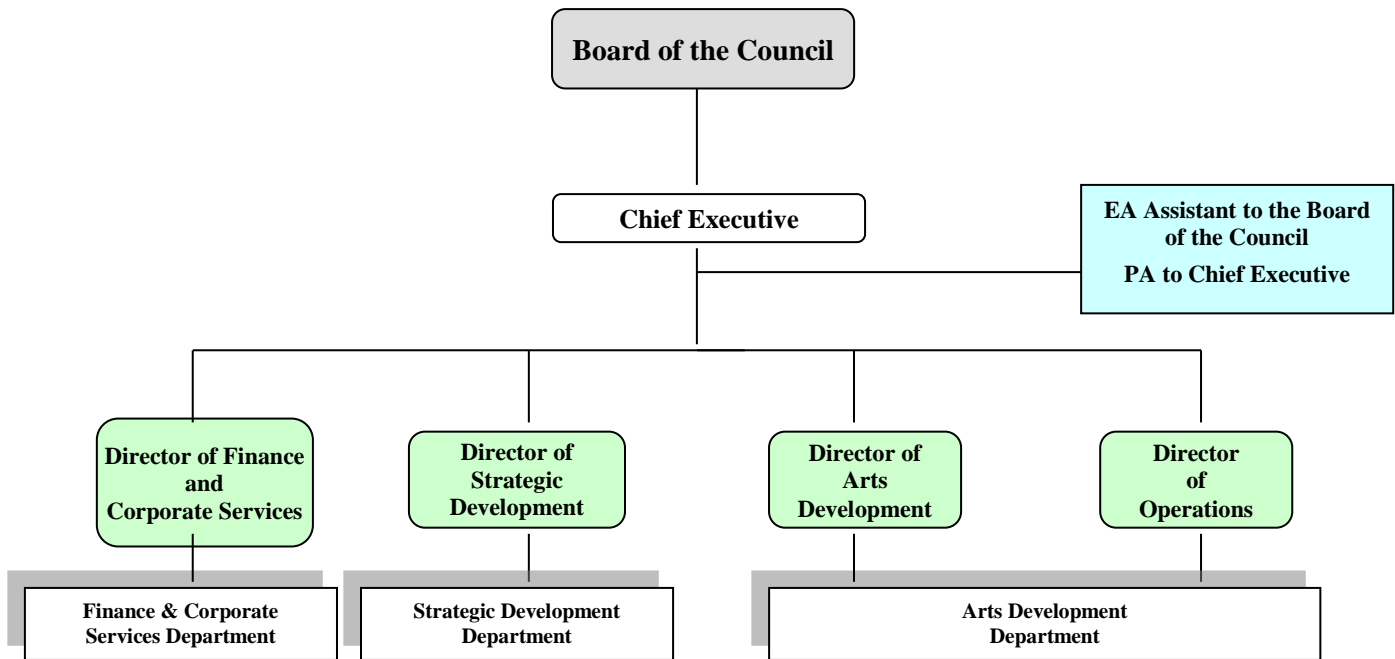 Board of the Council
Chief Executive
EA Assistant to the Board
of the Council
PA to Chief Executive
Director of Finance
and
Corporate Services
Director of
Strategic
Development
Director of
Arts
Development
Director
of
Operations
Finance & Corporate
Services Department
Strategic Development
Department
Arts Development
Department